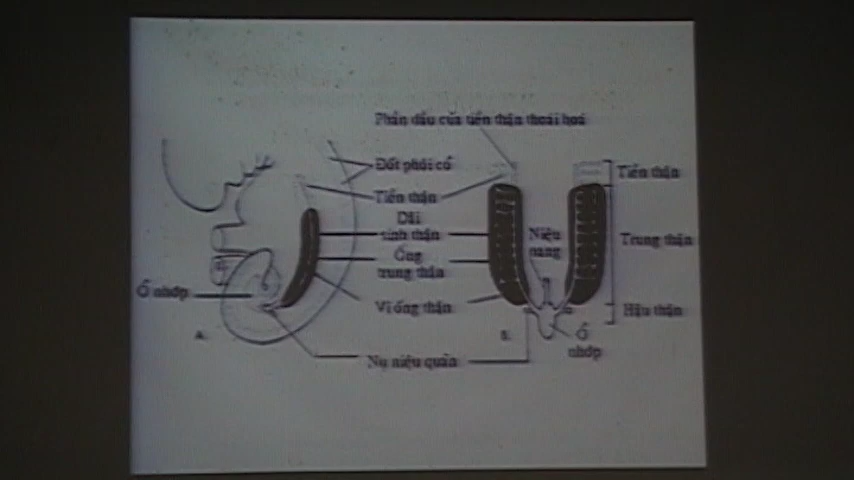 Phần đầu của tiền thận thoái hoá
Đốt phôi cổ
Tiền thận
Tiền thận
Dải
sinh thận
Niệu
nang
Trung thận
Ống
trung thận
Ổ nhớp
Vi ống thận
Hậu thận
A.
B.
Ổ
nhớp
Nụ niệu quản